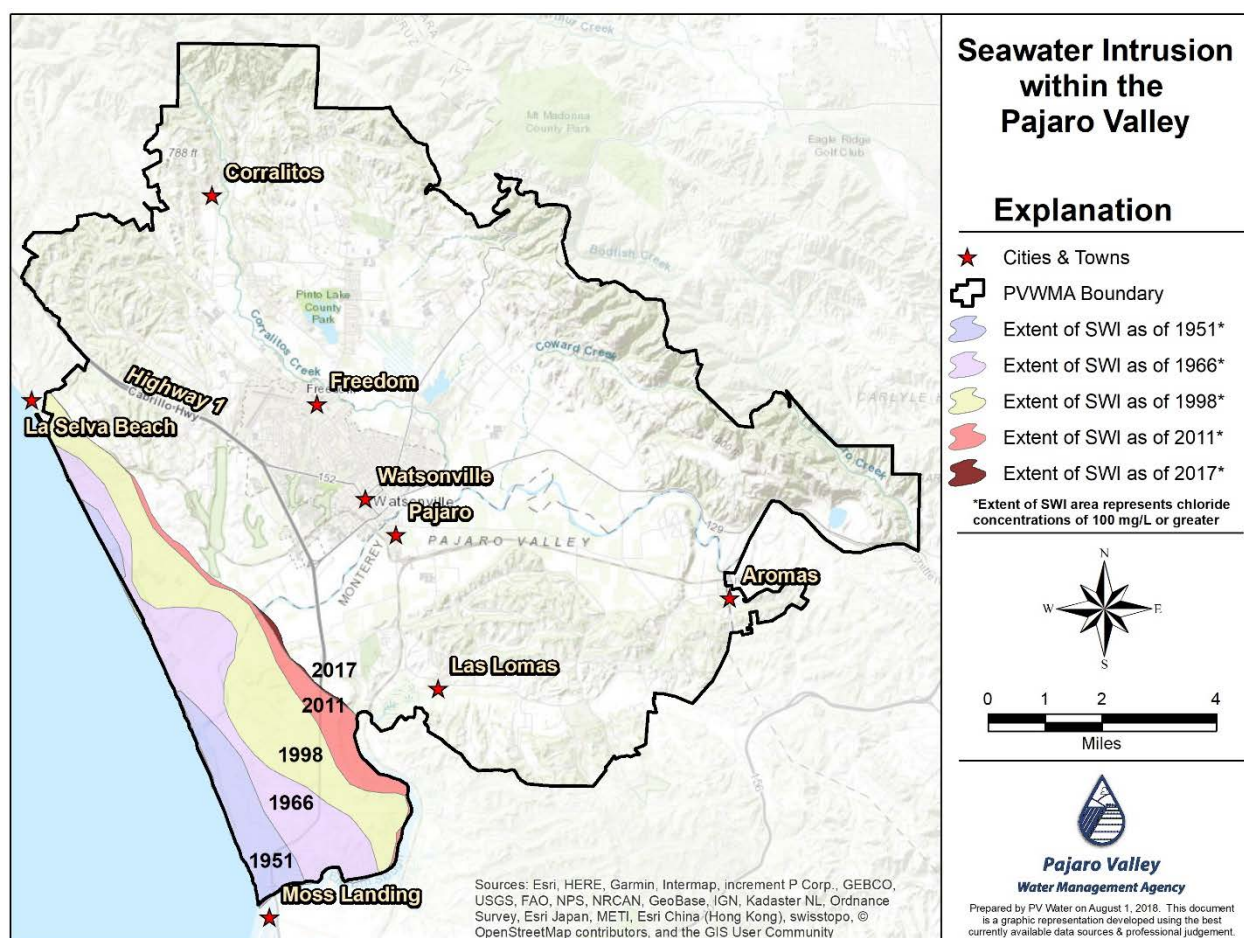 Seawater Intrusion
within the
Pajaro Valley
Explanation
Cities & Towns
PVWMA Boundary
Extent of SWI as of 1951*
Extent of SWI as of 1966*
Extent of SWI as of 1998*
Extent of SWI as of 2011*
Extent of SWI as of 2017*
*Extent of SWI area represents chloride
concentrations of 100 mg/L or greater
N
W
E
S
0 1 2 4
Miles
Pajaro Valley
Water Management Agency
Prepared by PV Water on August 1, 2018. This document
is a graphic representation developed using the best
currently available data sources & professional judgement.
Mt Madonna
County Park
Eagle Ridge
Golf Club
788 ft
Corralitos
Bodfish Creek
Pinto Lake
County
Park
Corralitos Creek
Coward Creek
Highway 1
Cabrillo Hwy
Freedom
La Selva Beach
152
Watsonville
Watsonville
Pajaro
129
PAJARO VALLEY
MONTEREY
Aromas
Las Lomas
2017
2011
1998
1966
1951
156
Moss Landing
Sources: Esri, HERE, Garmin, Intermap, increment P Corp., GEBCO,
USGS, FAO, NPS, NRCAN, GeoBase, IGN, Kadaster NL, Ordnance
Survey, Esri Japan, METI, Esri China (Hong Kong), swisstopo, ©
OpenStreetMap contributors, and the GIS User Community